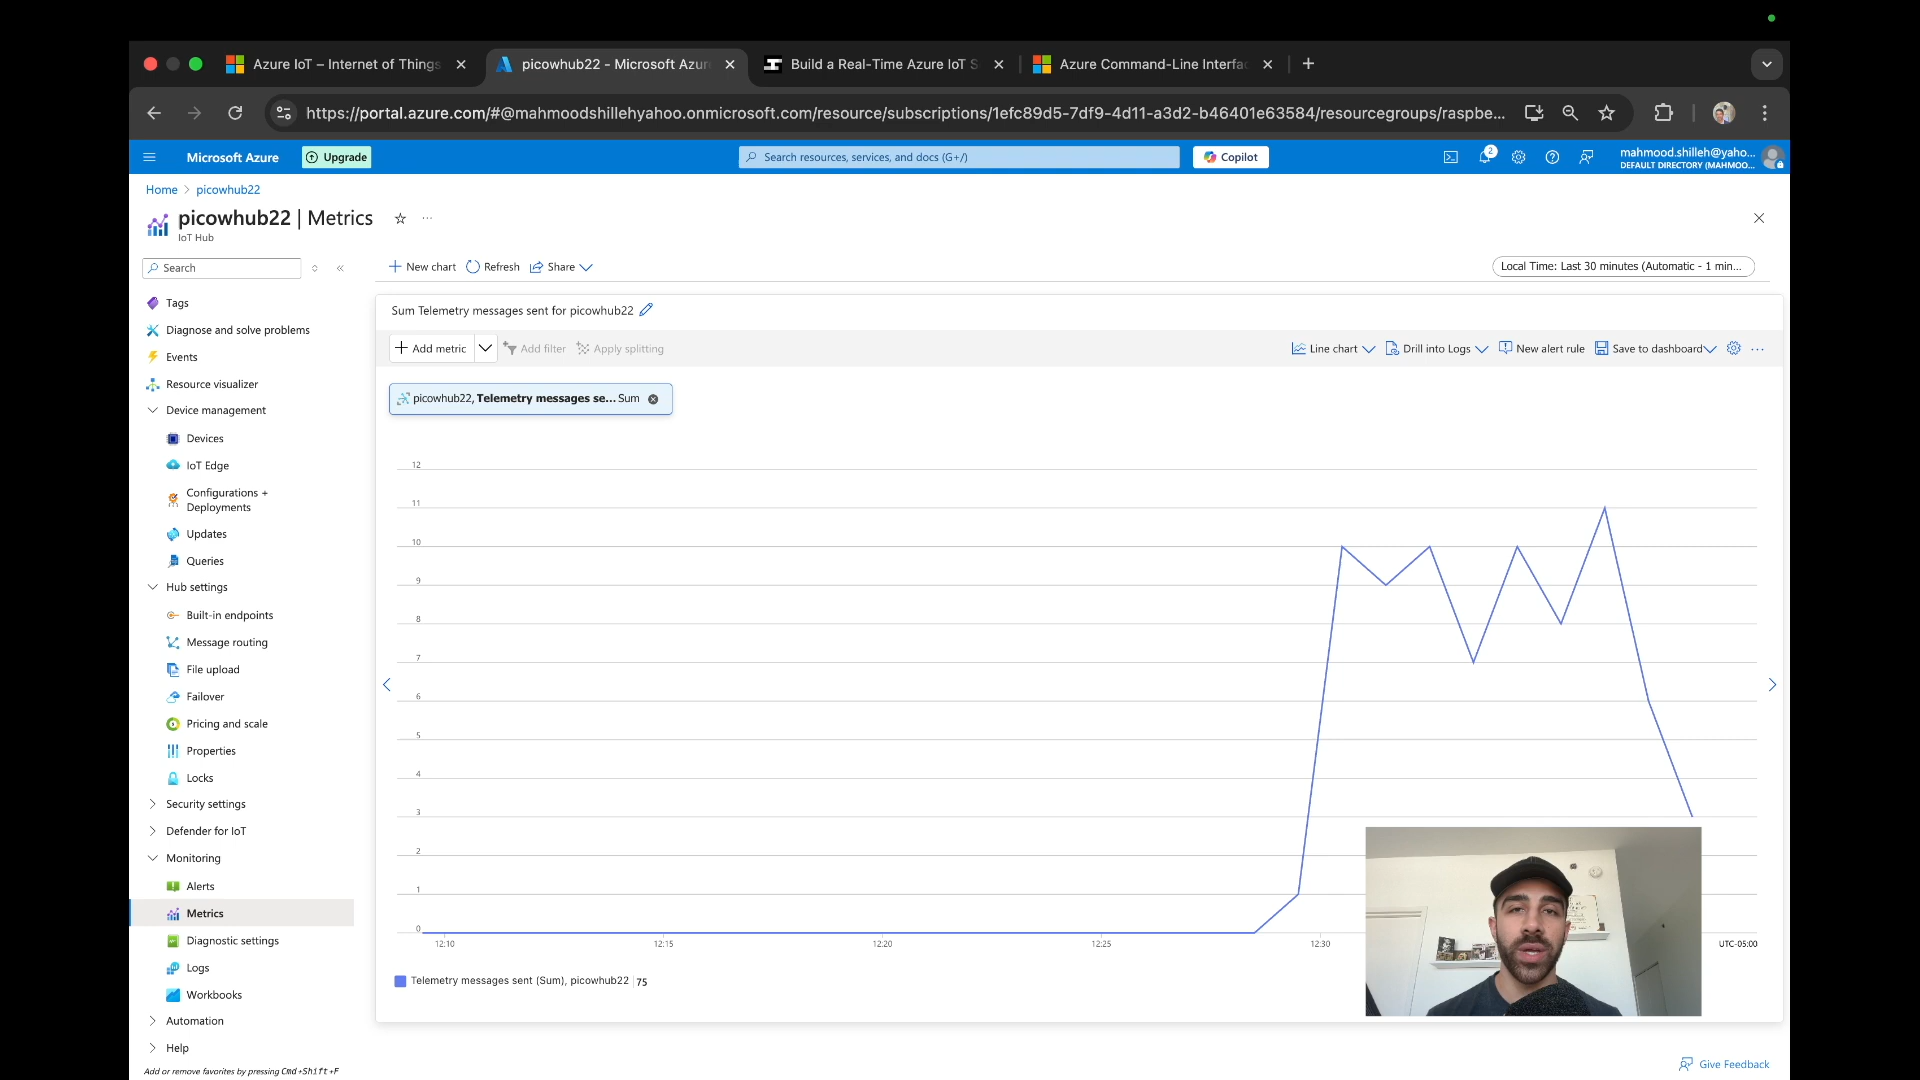 Azure IoT – Internet of Things
picowhub22 - Microsoft Azur
Build a Real-Time Azure IoT S
Azure Command-Line Interfac
https://portal.azure.com/#@mahmoodshillehyahoo.onmicrosoft.com/resource/subscriptions/1efc89d5-7df9-4d11-a3d2-b46401e63584/resourcegroups/raspbe...
Microsoft Azure
Upgrade
Search resources, services, and docs (G+/)
Copilot
2
mahmood.shilleh@yaho...
DEFAULT DIRECTORY (MAHMOO...
Home > picowhub22
picowhub22 | Metrics
IoT Hub
Search
Tags
Diagnose and solve problems
Events
Resource visualizer
Device management
Devices
IoT Edge
Configurations +
Deployments
Updates
Queries
Hub settings
Built-in endpoints
Message routing
File upload
Failover
Pricing and scale
Properties
Locks
Security settings
Defender for IoT
Monitoring
Alerts
Metrics
Diagnostic settings
Logs
Workbooks
Automation
Help
Add or remove favorites by pressing Cmd+Shift+F
New chart
Refresh
Share
Local Time: Last 30 minutes (Automatic - 1 min...
Sum Telemetry messages sent for picowhub22
Add metric
Add filter
Apply splitting
Line chart
Drill into Logs
New alert rule
Save to dashboard
...
picowhub22, Telemetry messages se... Sum
12
11
10
9
8
7
6
5
4
3
2
1
0
12:10
12:15
12:20
12:25
12:30
UTC-05:00
Telemetry messages sent (Sum), picowhub22 | 75
Give Feedback